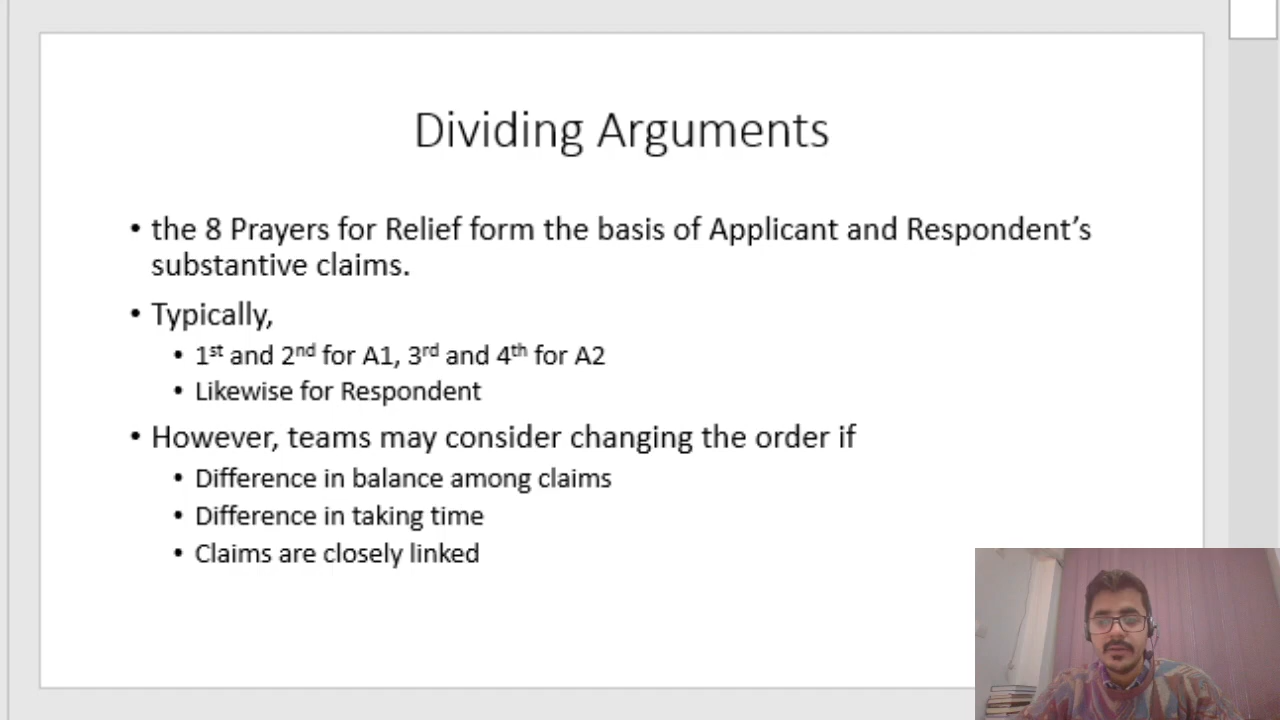 Dividing Arguments
• the 8 Prayers for Relief form the basis of Applicant and Respondent’s
substantive claims.
• Typically,
• 1st and 2nd for A1, 3rd and 4th for A2
• Likewise for Respondent
• However, teams may consider changing the order if
• Difference in balance among claims
• Difference in taking time
• Claims are closely linked